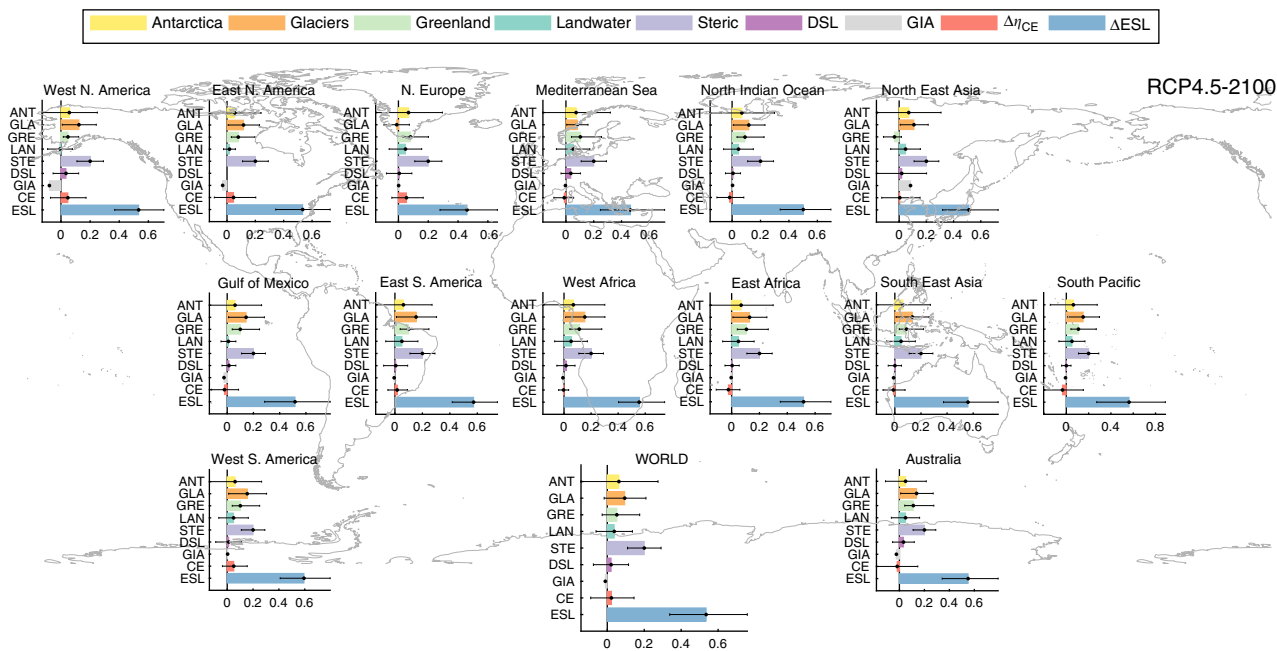 Antarctica Glaciers Greenland Landwater Steric DSL GIA Δη_CE ΔESL
RCP4.5-2100
West N. America
ANT
GLA
GRE
LAN
STE
DSL
GIA
CE
ESL
0 0.2 0.4 0.6
East N. America
ANT
GLA
GRE
LAN
STE
DSL
GIA
CE
ESL
0 0.2 0.4 0.6
N. Europe
ANT
GLA
GRE
LAN
STE
DSL
GIA
CE
ESL
0 0.2 0.4 0.6
Mediterranean Sea
ANT
GLA
GRE
LAN
STE
DSL
GIA
CE
ESL
0 0.2 0.4 0.6
North Indian Ocean
ANT
GLA
GRE
LAN
STE
DSL
GIA
CE
ESL
0 0.2 0.4 0.6
North East Asia
ANT
GLA
GRE
LAN
STE
DSL
GIA
CE
ESL
0 0.2 0.4 0.6
Gulf of Mexico
ANT
GLA
GRE
LAN
STE
DSL
GIA
CE
ESL
0 0.2 0.4 0.6
East S. America
ANT
GLA
GRE
LAN
STE
DSL
GIA
CE
ESL
0 0.2 0.4 0.6
West Africa
ANT
GLA
GRE
LAN
STE
DSL
GIA
CE
ESL
0 0.2 0.4 0.6
East Africa
ANT
GLA
GRE
LAN
STE
DSL
GIA
CE
ESL
0 0.2 0.4 0.6
South East Asia
ANT
GLA
GRE
LAN
STE
DSL
GIA
CE
ESL
0 0.2 0.4 0.6
South Pacific
ANT
GLA
GRE
LAN
STE
DSL
GIA
CE
ESL
0 0.2 0.4 0.6 0.8
West S. America
ANT
GLA
GRE
LAN
STE
DSL
GIA
CE
ESL
0 0.2 0.4 0.6
WORLD
ANT
GLA
GRE
LAN
STE
DSL
GIA
CE
ESL
0 0.2 0.4 0.6
Australia
ANT
GLA
GRE
LAN
STE
DSL
GIA
CE
ESL
0 0.2 0.4 0.6